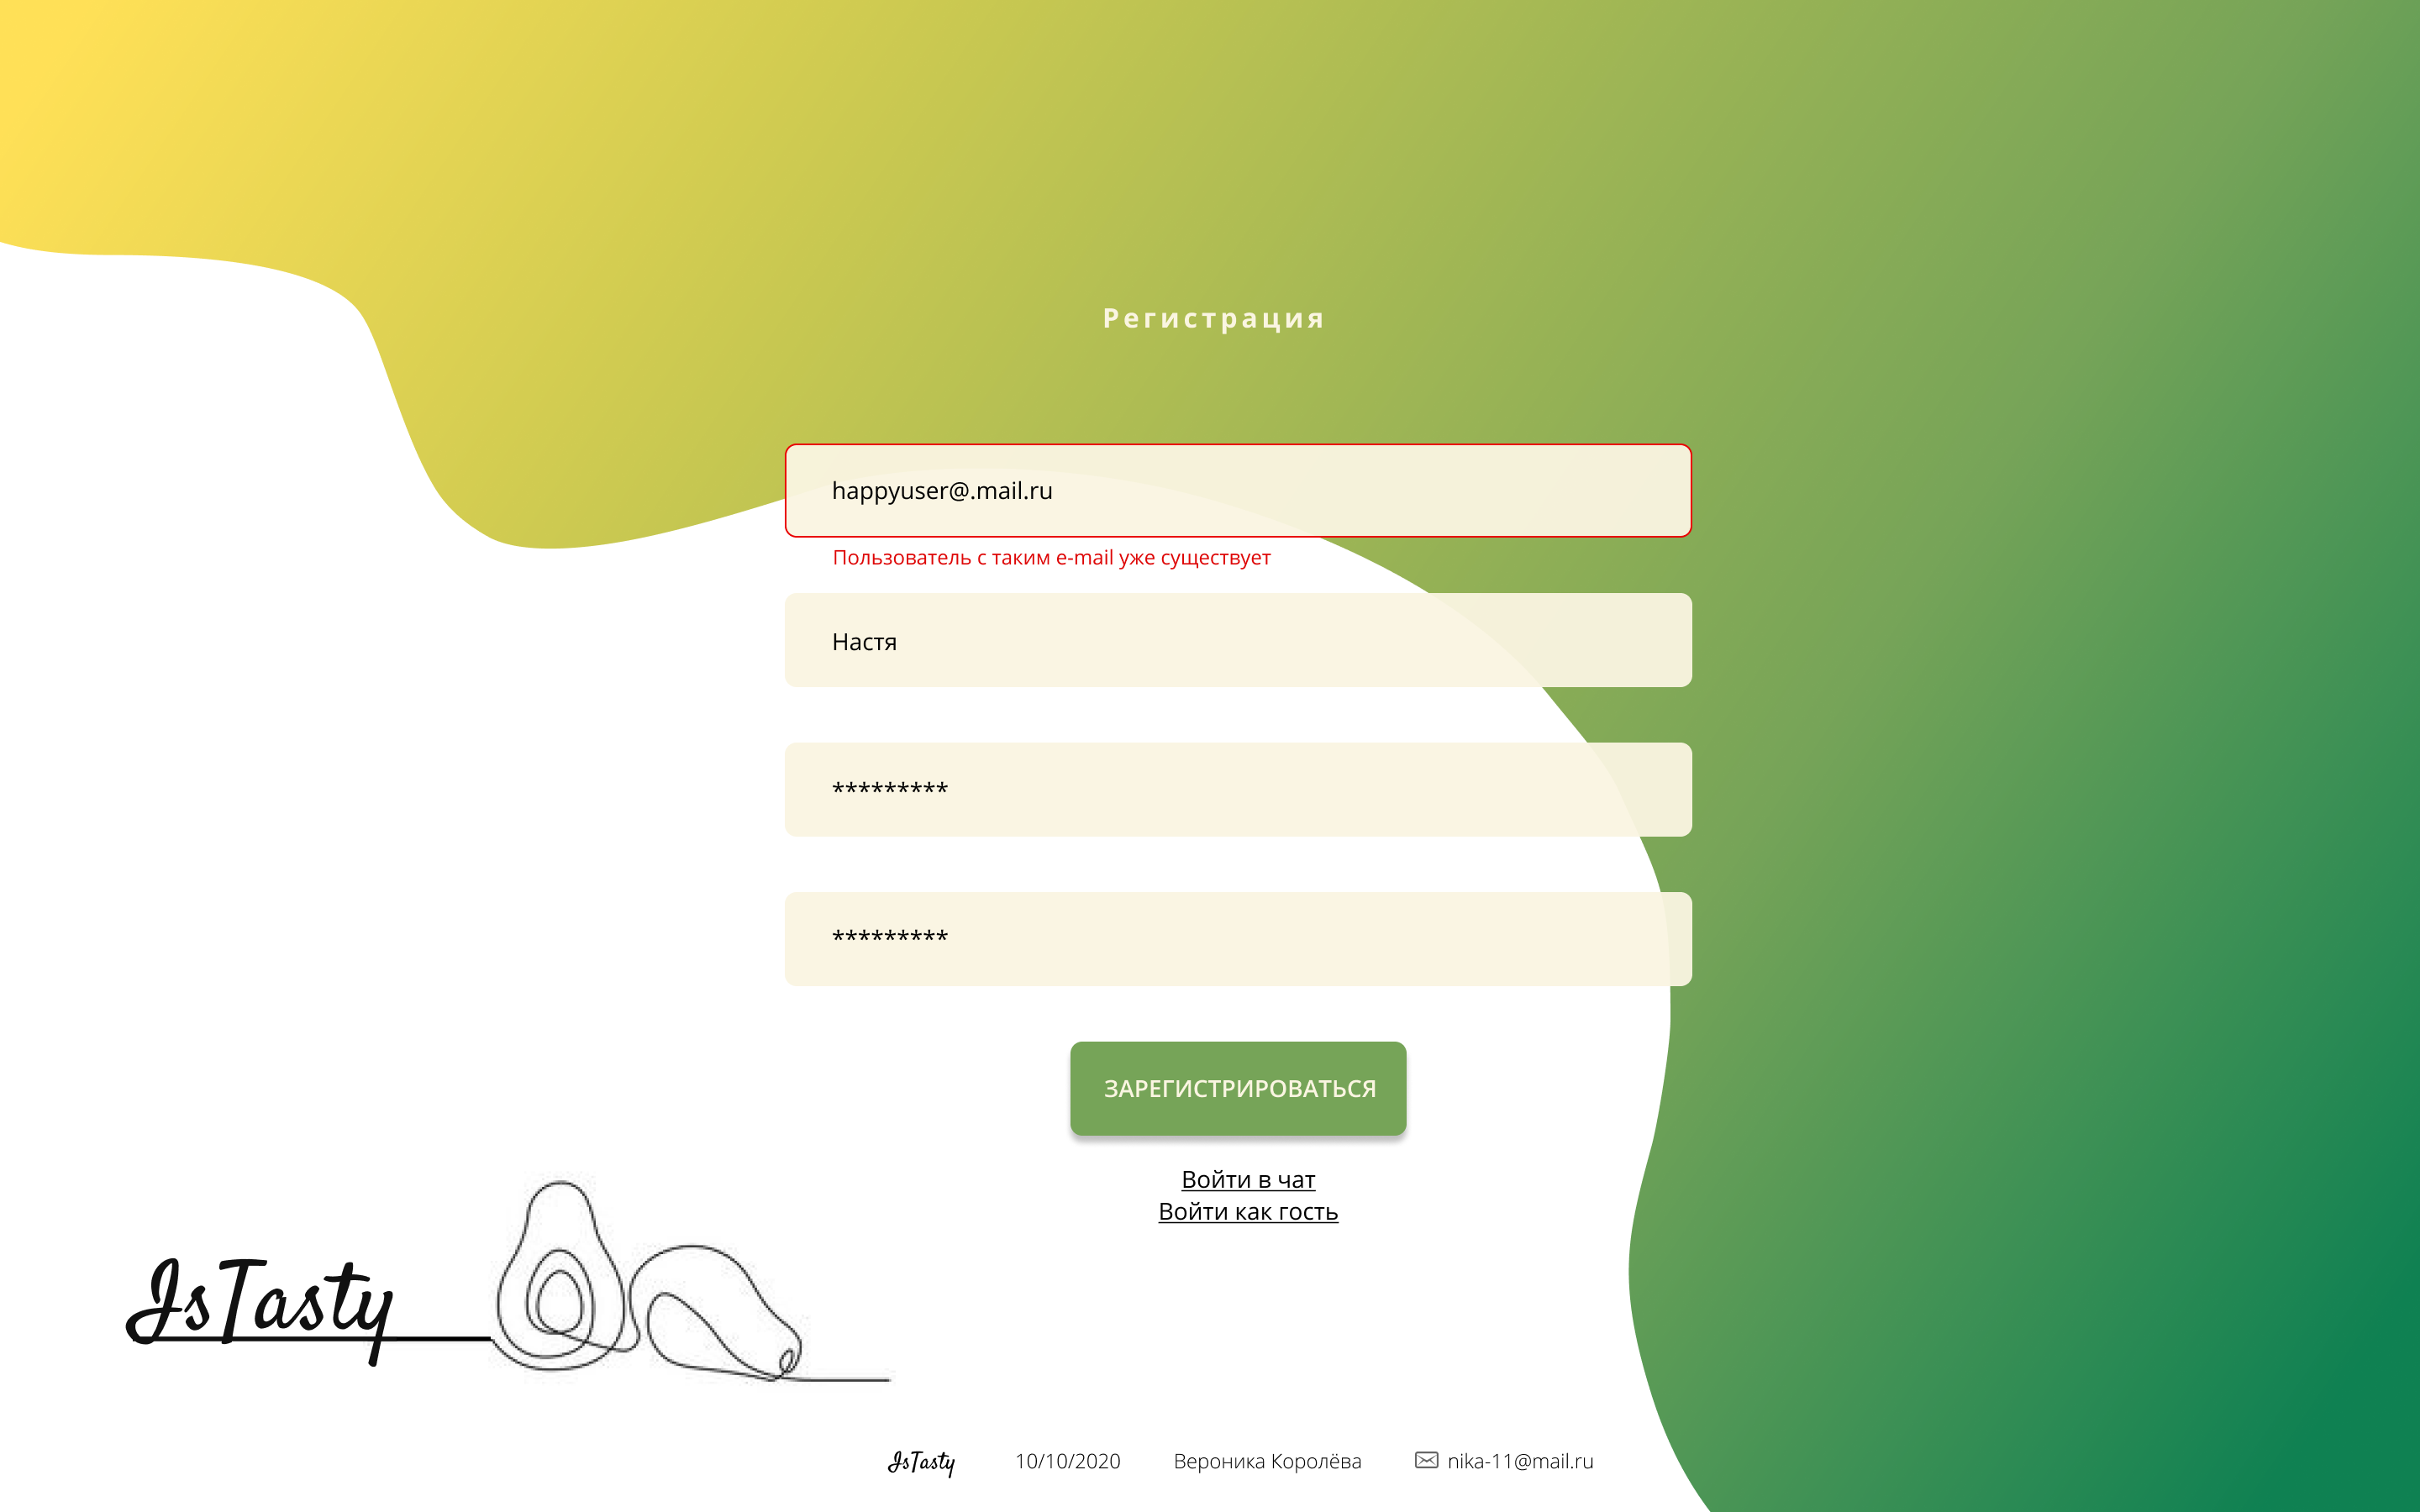 Регистрация
happyuser@.mail.ru
Пользователь с таким e-mail уже существует
Настя
*********
*********
ЗАРЕГИСТРИРОВАТЬСЯ
Войти в чат
Войти как гость
JsTasty
JsTasty 10/10/2020 Вероника Королёва nika-11@mail.ru